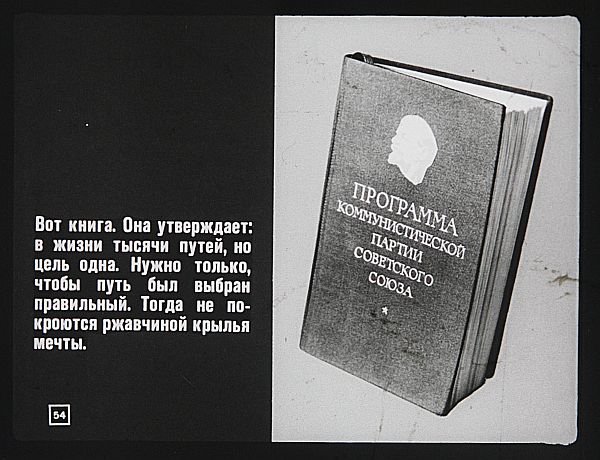 Вот книга. Она утверждает:
в жизни тысячи путей, но
цель одна. Нужно только,
чтобы путь был выбран
правильный. Тогда не по-
кроются ржавчиной крылья
мечты.
54
ПРОГРАММА
КОММУНИСТИЧЕСКОЙ
ПАРТИИ
СОВЕТСКОГО
СОЮЗА